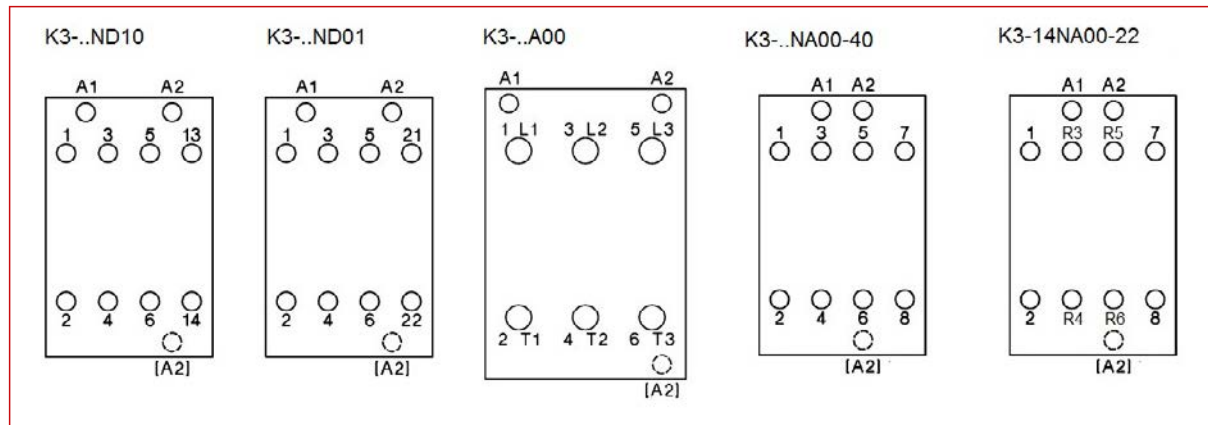 K3-..ND10
A1 A2
1 3 5 13
2 4 6 14
[A2]
K3-..ND01
A1 A2
1 3 5 21
2 4 6 22
[A2]
K3-..A00
A1 A2
1 L1 3 L2 5 L3
2 T1 4 T2 6 T3
[A2]
K3-..NA00-40
A1 A2
1 3 5 7
2 4 6 8
[A2]
K3-14NA00-22
A1 A2
1 R3 R5 7
2 R4 R6 8
[A2]